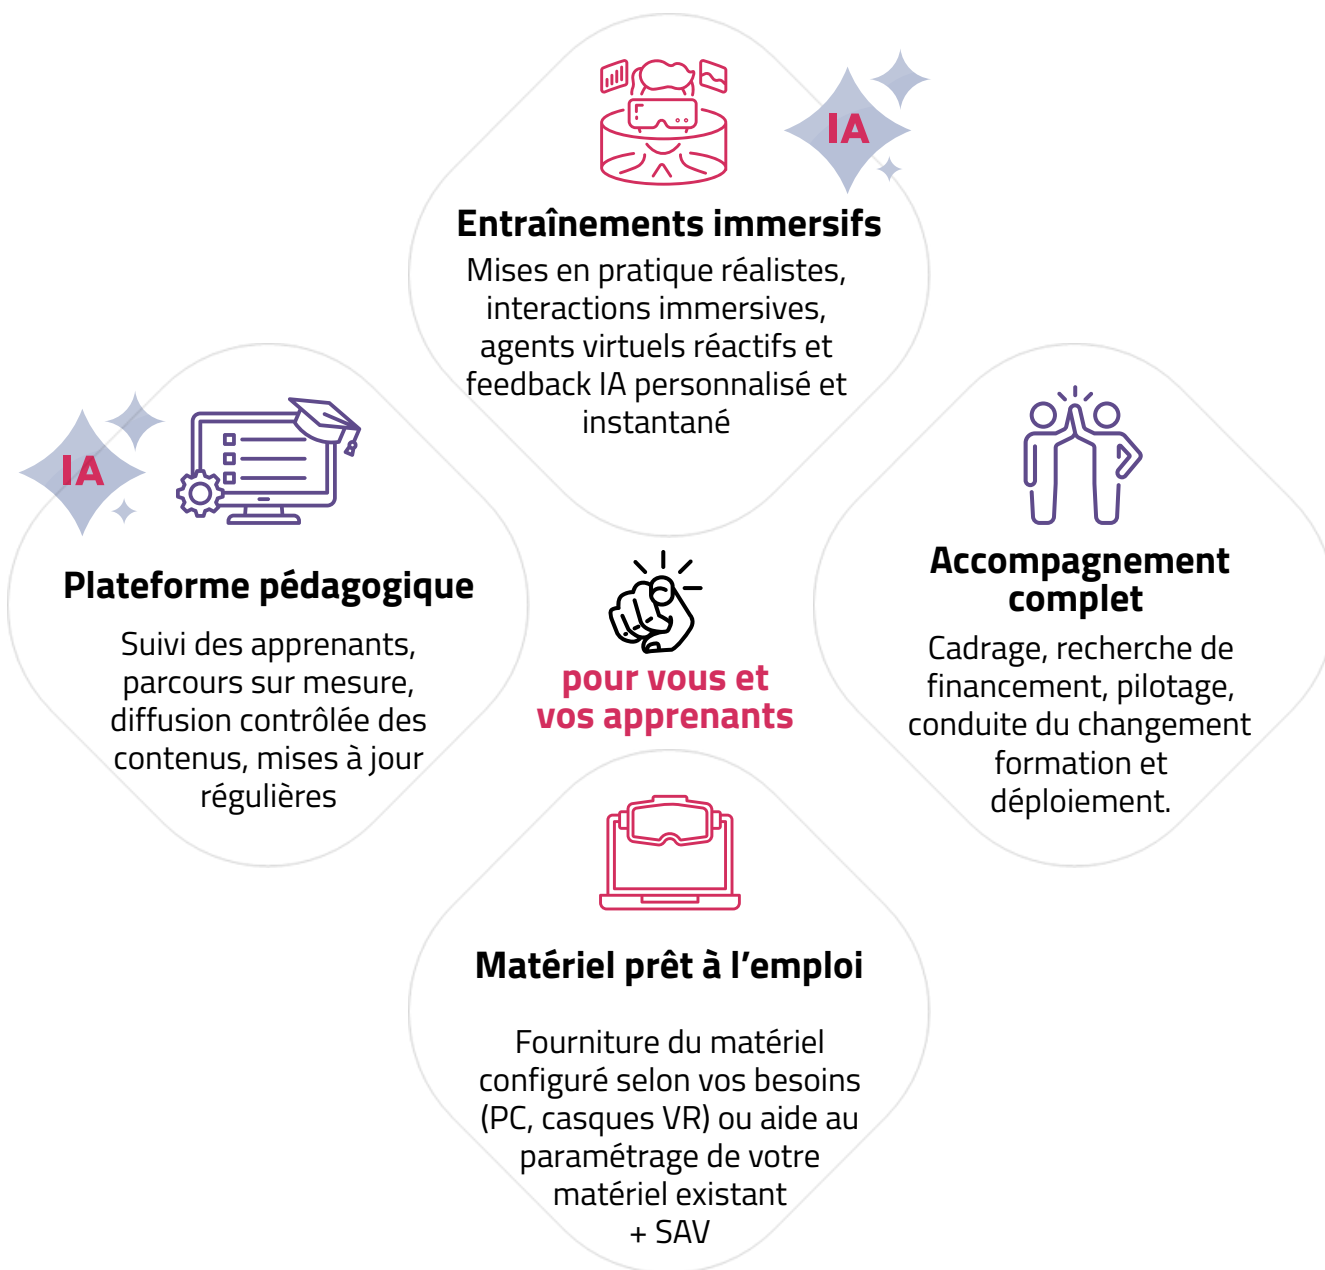 IA
Entraînements immersifs
Mises en pratique réalistes,
interactions immersives,
agents virtuels réactifs et
feedback IA personnalisé et
instantané
IA
Plateforme pédagogique
Suivi des apprenants,
parcours sur mesure,
diffusion contrôlée des
contenus, mises à jour
régulières
pour vous et
vos apprenants
Accompagnement
complet
Cadrage, recherche de
financement, pilotage,
conduite du changement
formation et
déploiement.
Matériel prêt à l’emploi
Fourniture du matériel
configuré selon vos besoins
(PC, casques VR) ou aide au
paramétrage de votre
matériel existant
+ SAV